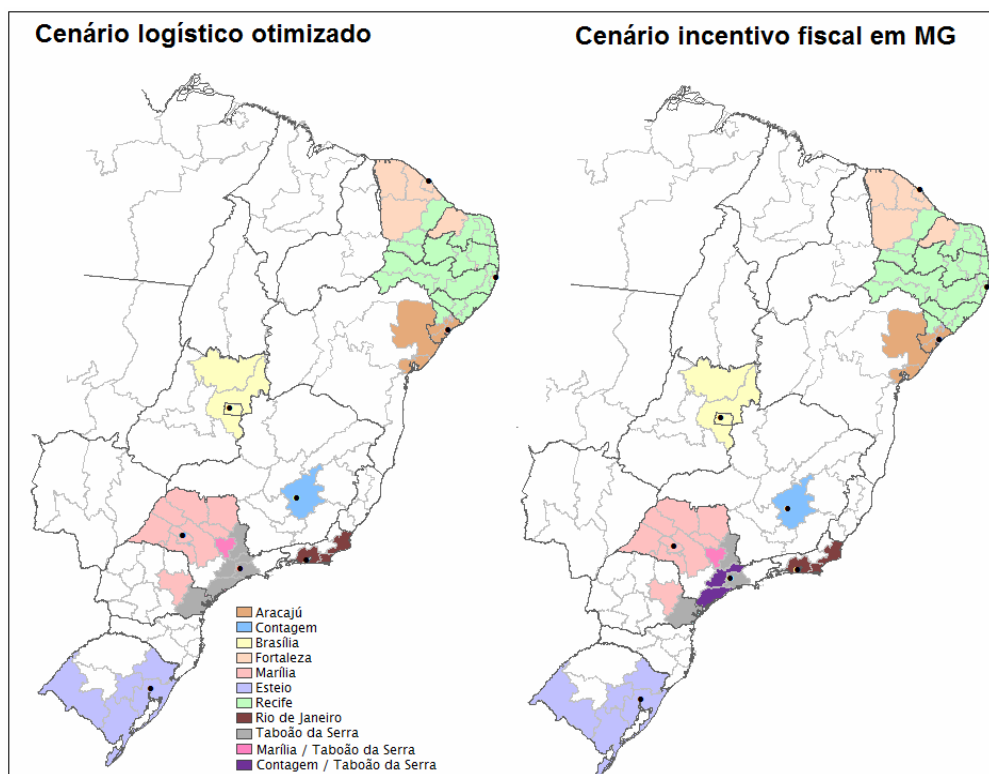 Cenário logístico otimizado
Cenário incentivo fiscal em MG
Aracajú
Contagem
Brasília
Fortaleza
Marília
Esteio
Recife
Rio de Janeiro
Taboão da Serra
Marília / Taboão da Serra
Contagem / Taboão da Serra